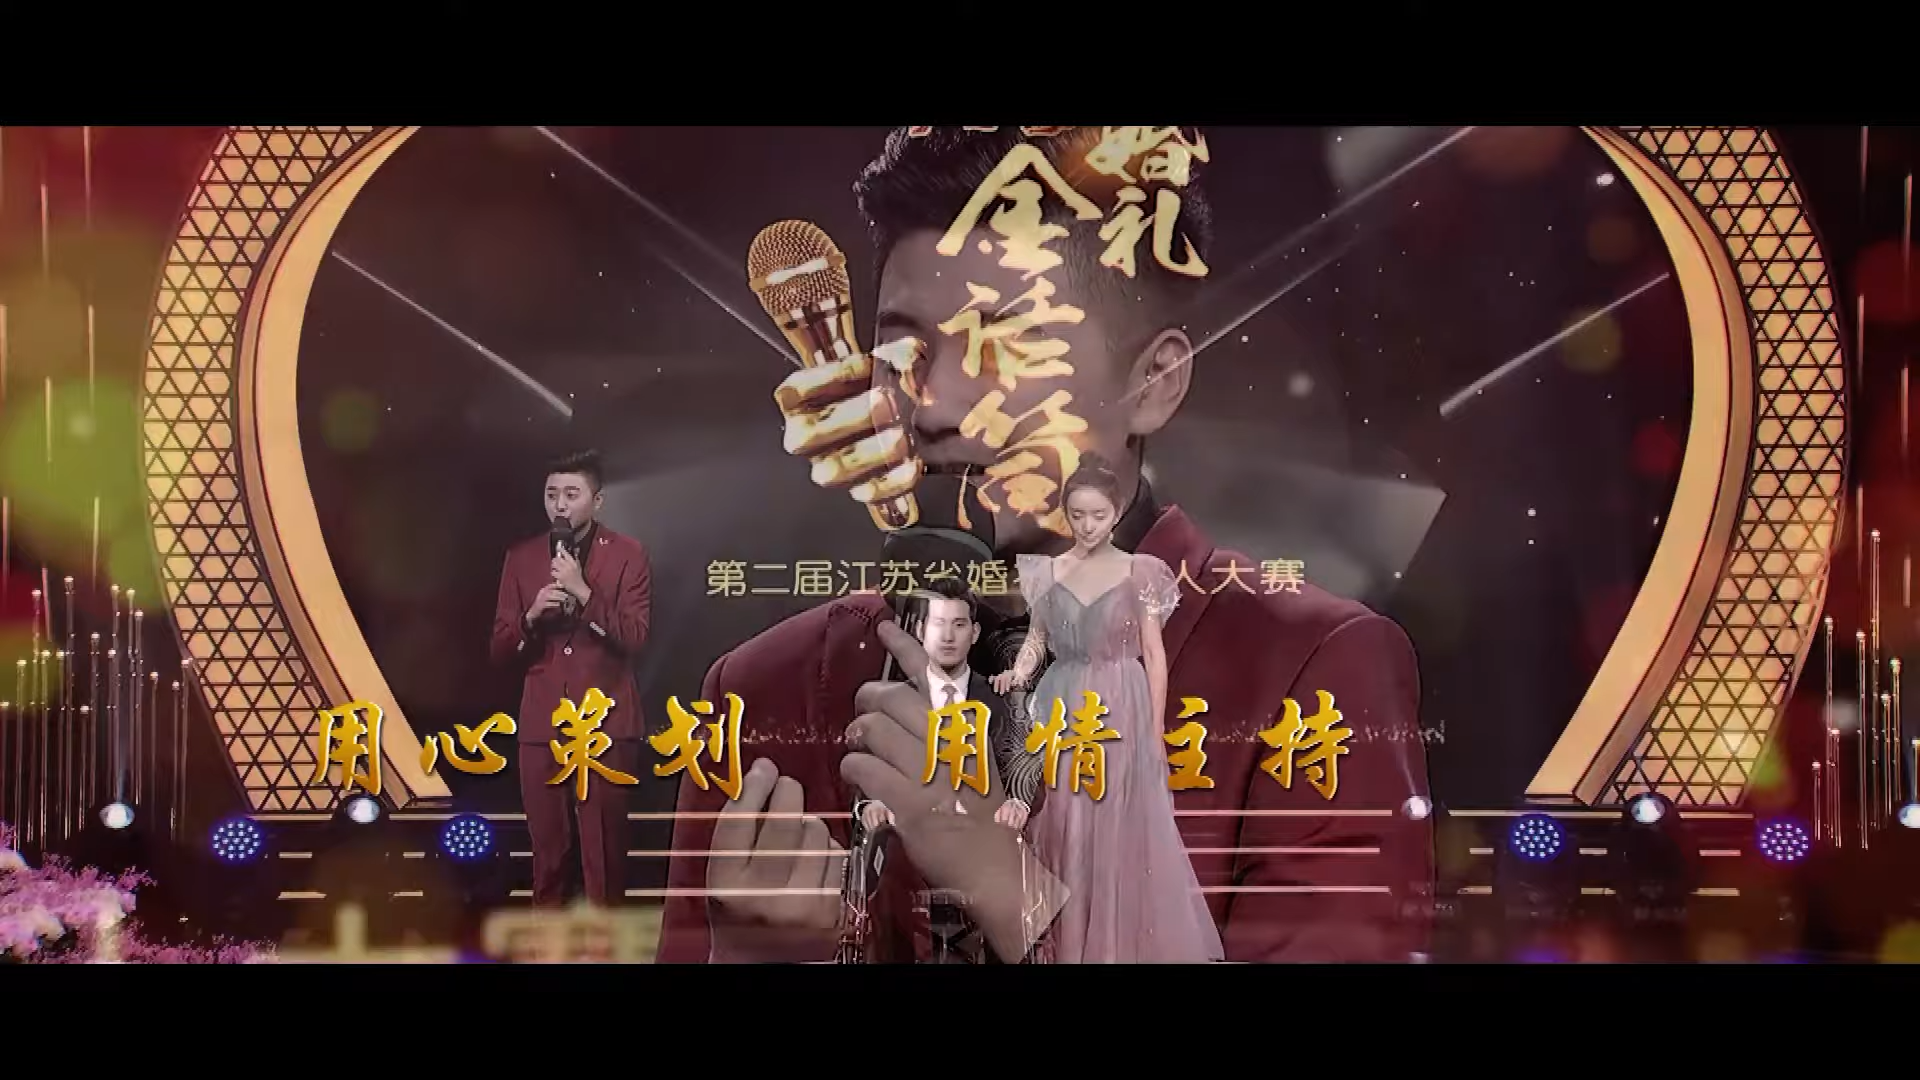 婚礼
金话筒
第二届江苏省婚
人大赛
用心策划 用情主持